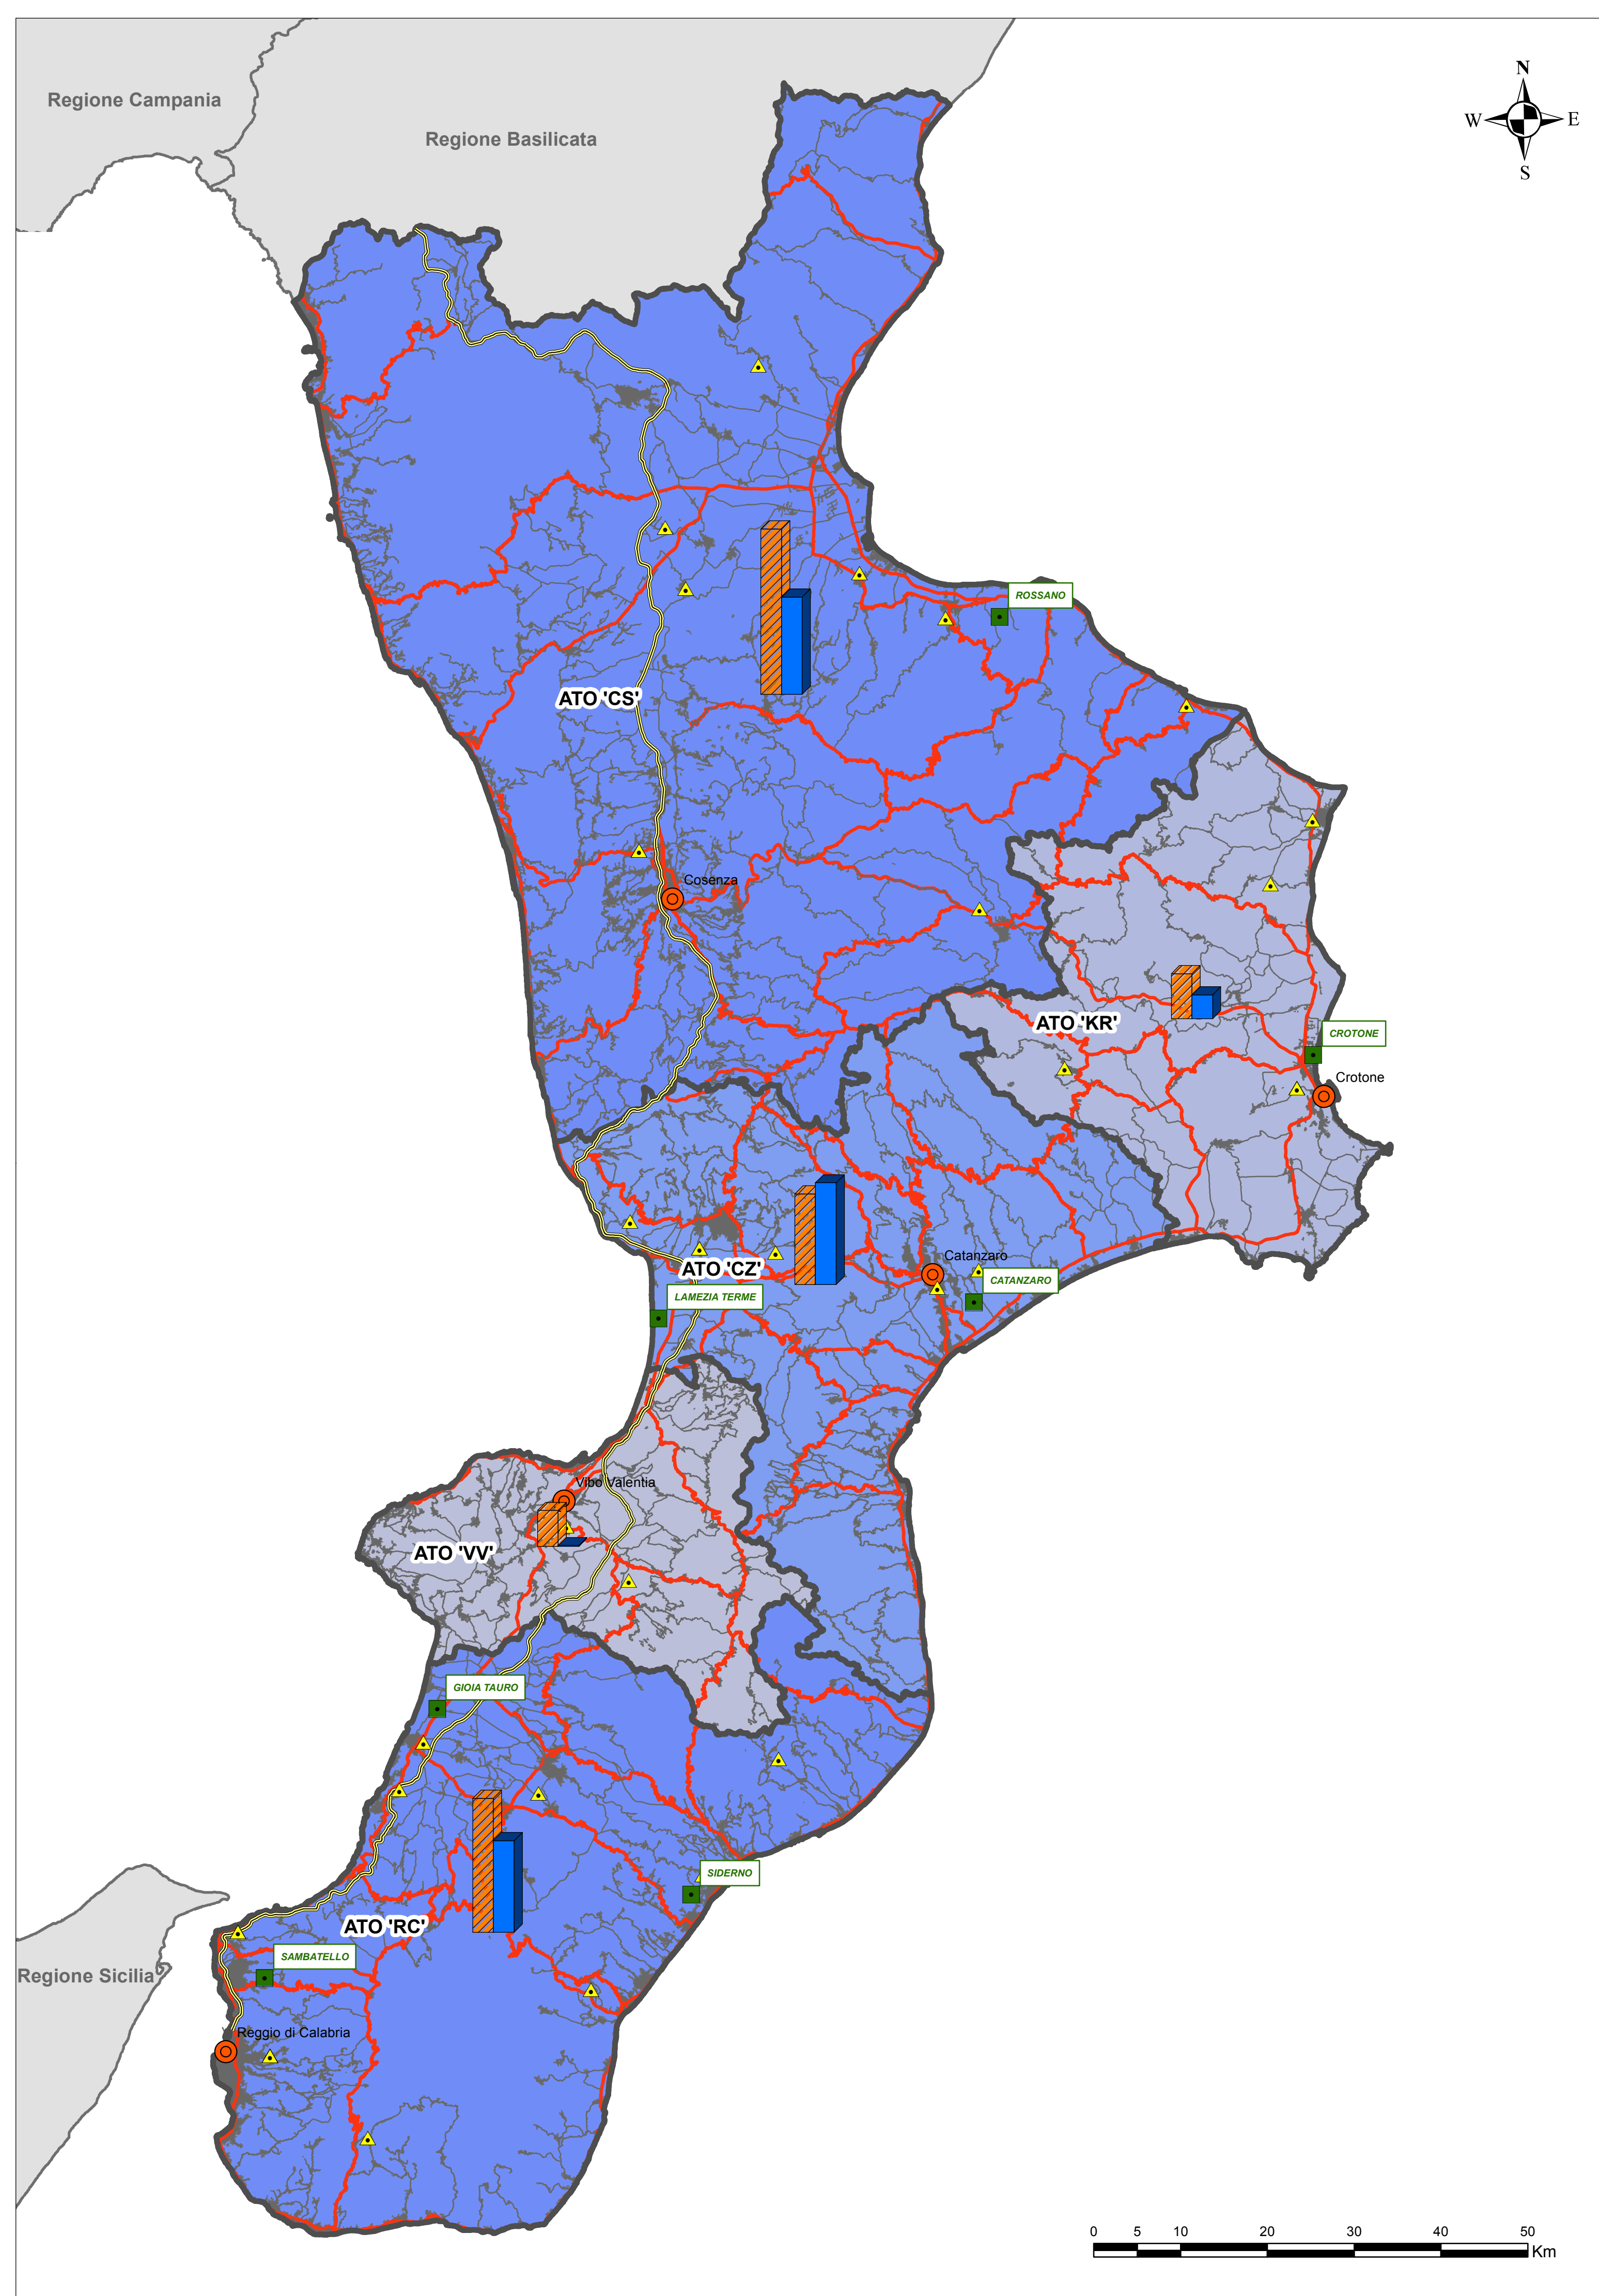 N
W E
S
Regione Campania
Regione Basilicata
ROSSANO
ATO 'CS'
Cosenza
ATO 'KR'
CROTONE
Crotone
Catanzaro
ATO 'CZ'
CATANZARO
LAMEZIA TERME
Vibo Valentia
ATO 'VV'
GIOIA TAURO
SIDERNO
ATO 'RC'
SAMBATELLO
Regione Sicilia
Reggio di Calabria
0 5 10 20 30 40 50
Km